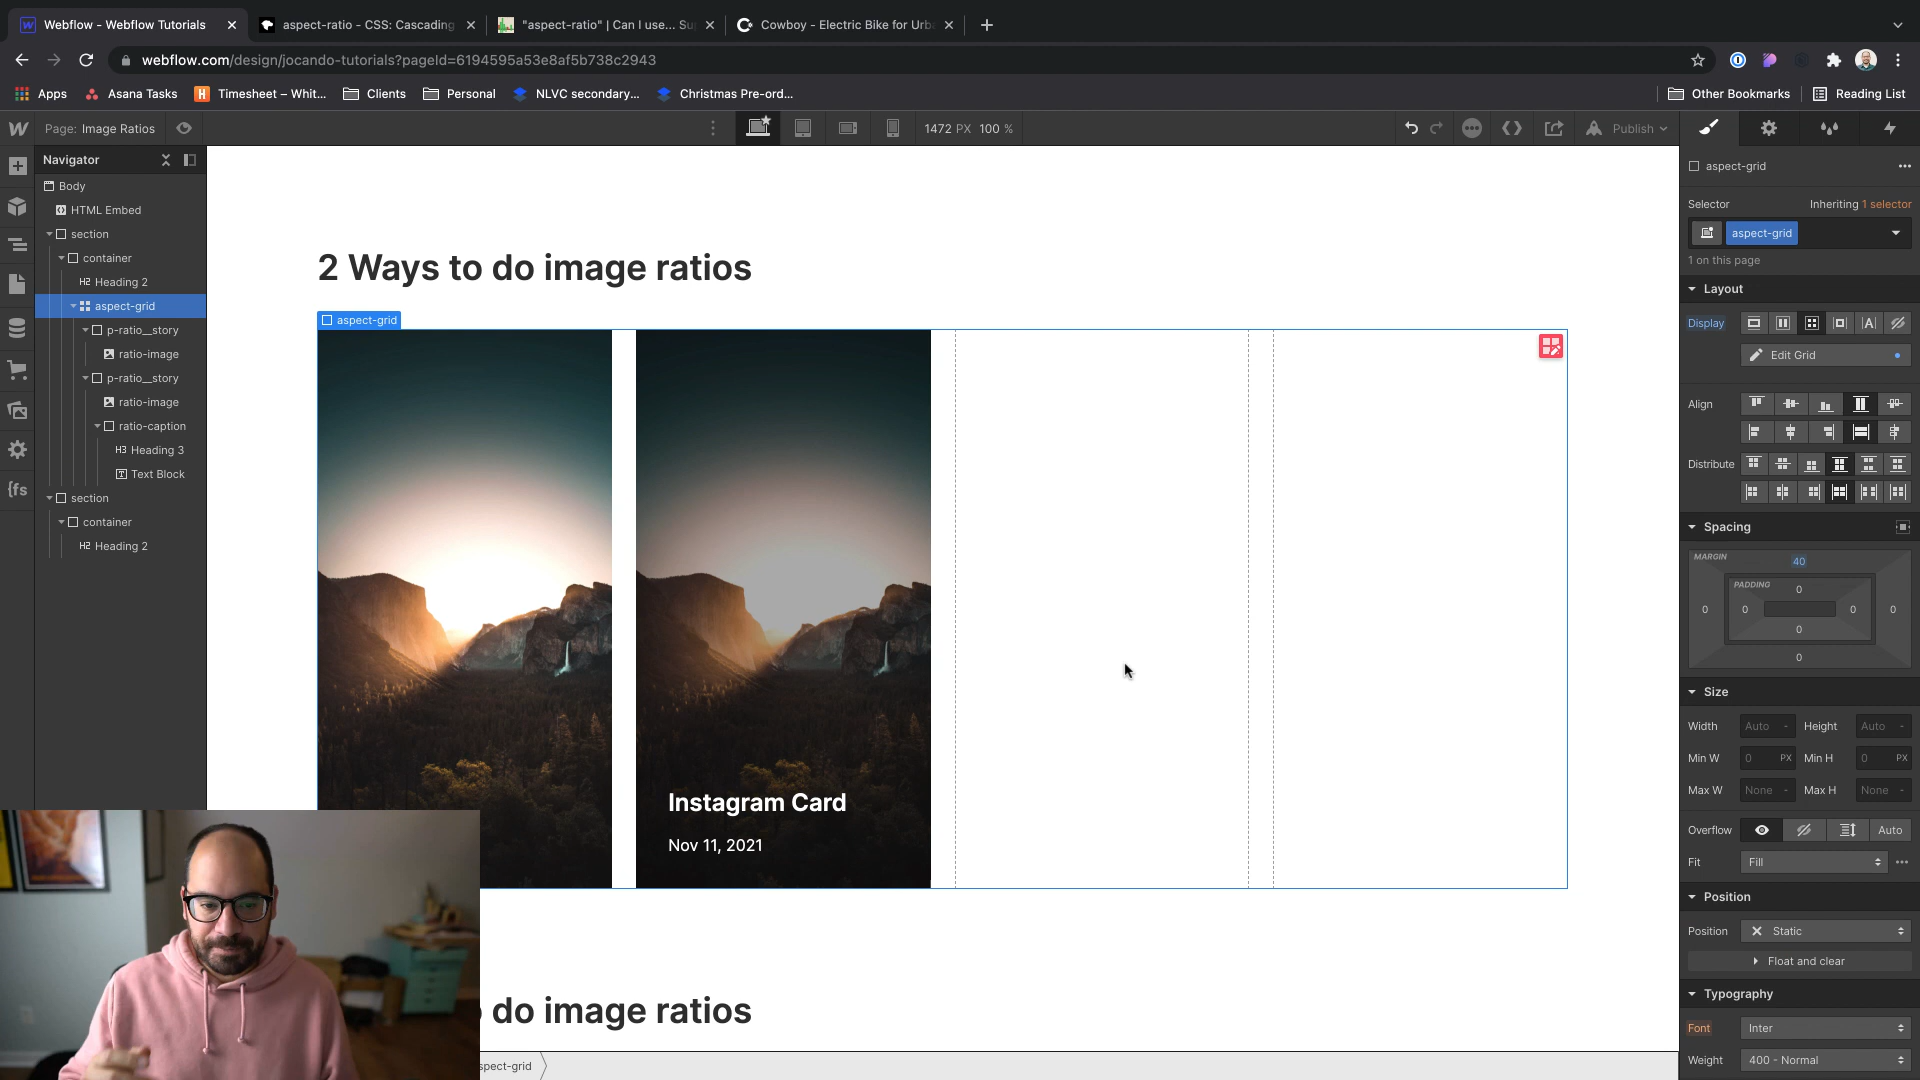 Webflow - Webflow Tutorials
aspect-ratio - CSS: Cascading
"aspect-ratio" | Can I use... Su
Cowboy - Electric Bike for Urb
webflow.com/design/jocando-tutorials?pageId=6194595a53e8af5b738c2943
Apps
Asana Tasks
Timesheet – Whit...
Clients
Personal
NLVC secondary...
Christmas Pre-ord...
Other Bookmarks
Reading List
Page: Image Ratios
1472 PX 100 %
Publish
Navigator
Body
HTML Embed
section
container
H2 Heading 2
aspect-grid
p-ratio__story
ratio-image
p-ratio__story
ratio-image
ratio-caption
H3 Heading 3
Text Block
section
container
H2 Heading 2
2 Ways to do image ratios
aspect-grid
Instagram Card
Nov 11, 2021
do image ratios
spect-grid
aspect-grid
Selector
Inheriting 1 selector
aspect-grid
1 on this page
Layout
Display
Edit Grid
Align
Distribute
Spacing
MARGIN
40
PADDING
0
0 0 0 0
0
0
Size
Width Auto - Height Auto -
Min W 0 PX Min H 0 PX
Max W None - Max H None -
Overflow Auto
Fit Fill
Position
Position Static
Float and clear
Typography
Font Inter
Weight 400 - Normal